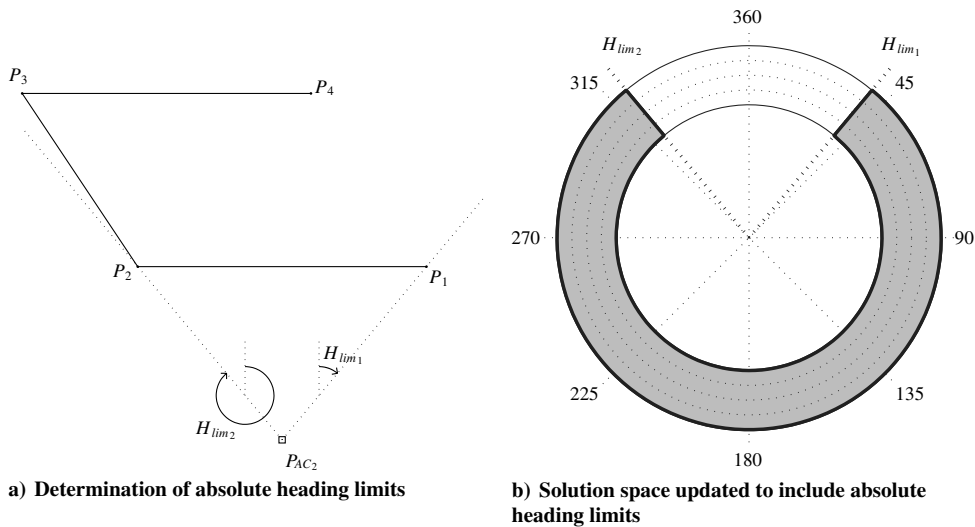 P3
P4
P2
P1
Hlim1
Hlim2
PAC2
a) Determination of absolute heading limits
360
Hlim2
Hlim1
315
45
270
90
225
135
180
b) Solution space updated to include absolute
heading limits